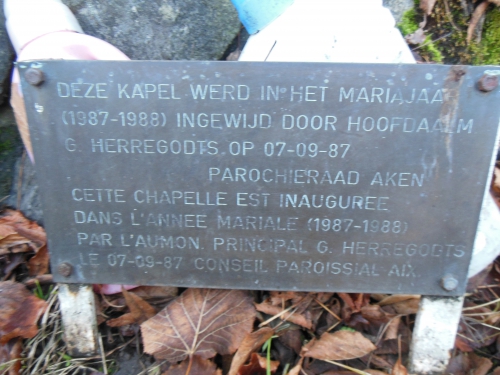 DEZE KAPEL WERD IN HET MARIAJAAR
(1987-1988) INGEWIJD DOOR HOOFDAALM
G. HERREGODTS OP 07-09-87
PAROCHIERAAD AKEN
CETTE CHAPELLE EST INAUGUREE
DANS L'ANNEE MARIALE (1987-1988)
PAR L'AUMON. PRINCIPAL G. HERREGODTS
LE 07-09-87 CONSEIL PAROISSIAL AIX.